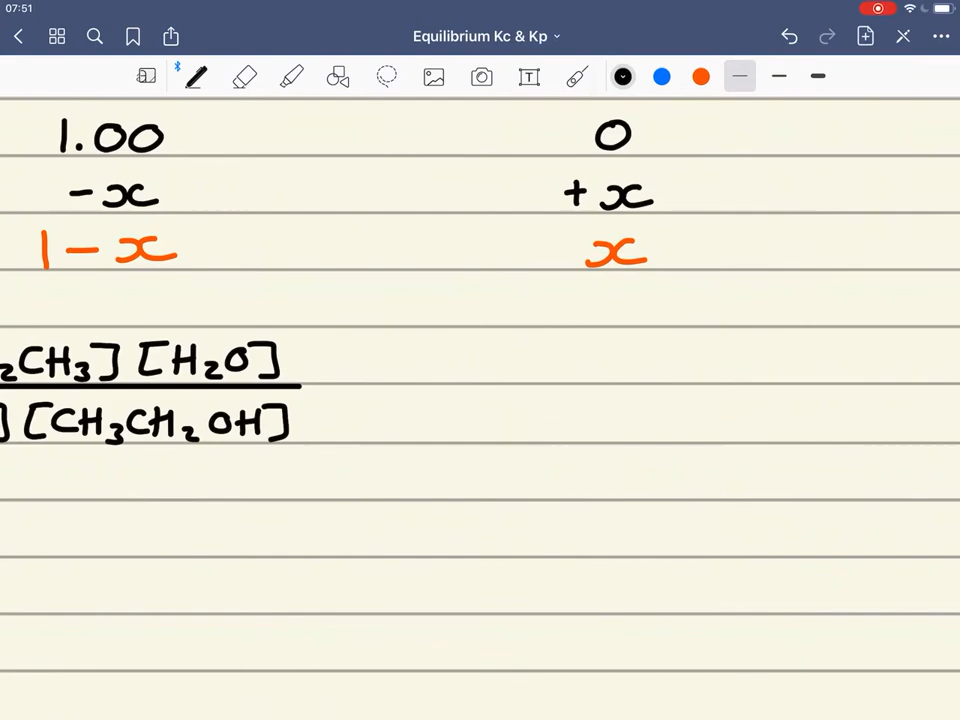 07:51
Equilibrium Kc & Kp
T
1.00 0
- x + x
1 - x x
₂CH₃] [H₂O]
] [CH₃CH₂OH]